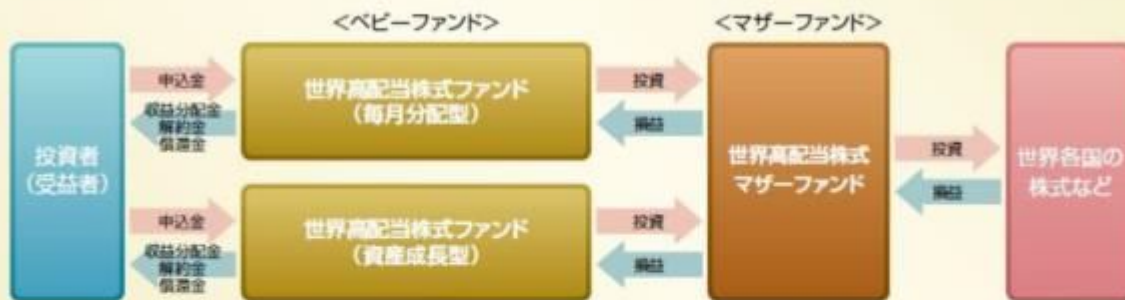 <ベビーファンド>
<マザーファンド>
投資者
(受益者)
申込金
収益分配金
解約金
償還金
世界高配当株式ファンド
(毎月分配型)
投資
損益
申込金
収益分配金
解約金
償還金
世界高配当株式ファンド
(資産成長型)
投資
損益
世界高配当株式
マザーファンド
投資
損益
世界各国の
株式など